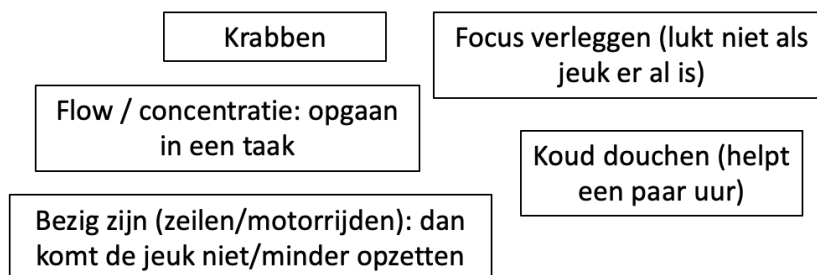 Krabben
Focus verleggen (lukt niet als
jeuk er al is)
Flow / concentratie: opgaan
in een taak
Koud douchen (helpt
een paar uur)
Bezig zijn (zeilen/motorrijden): dan
komt de jeuk niet/minder opzetten